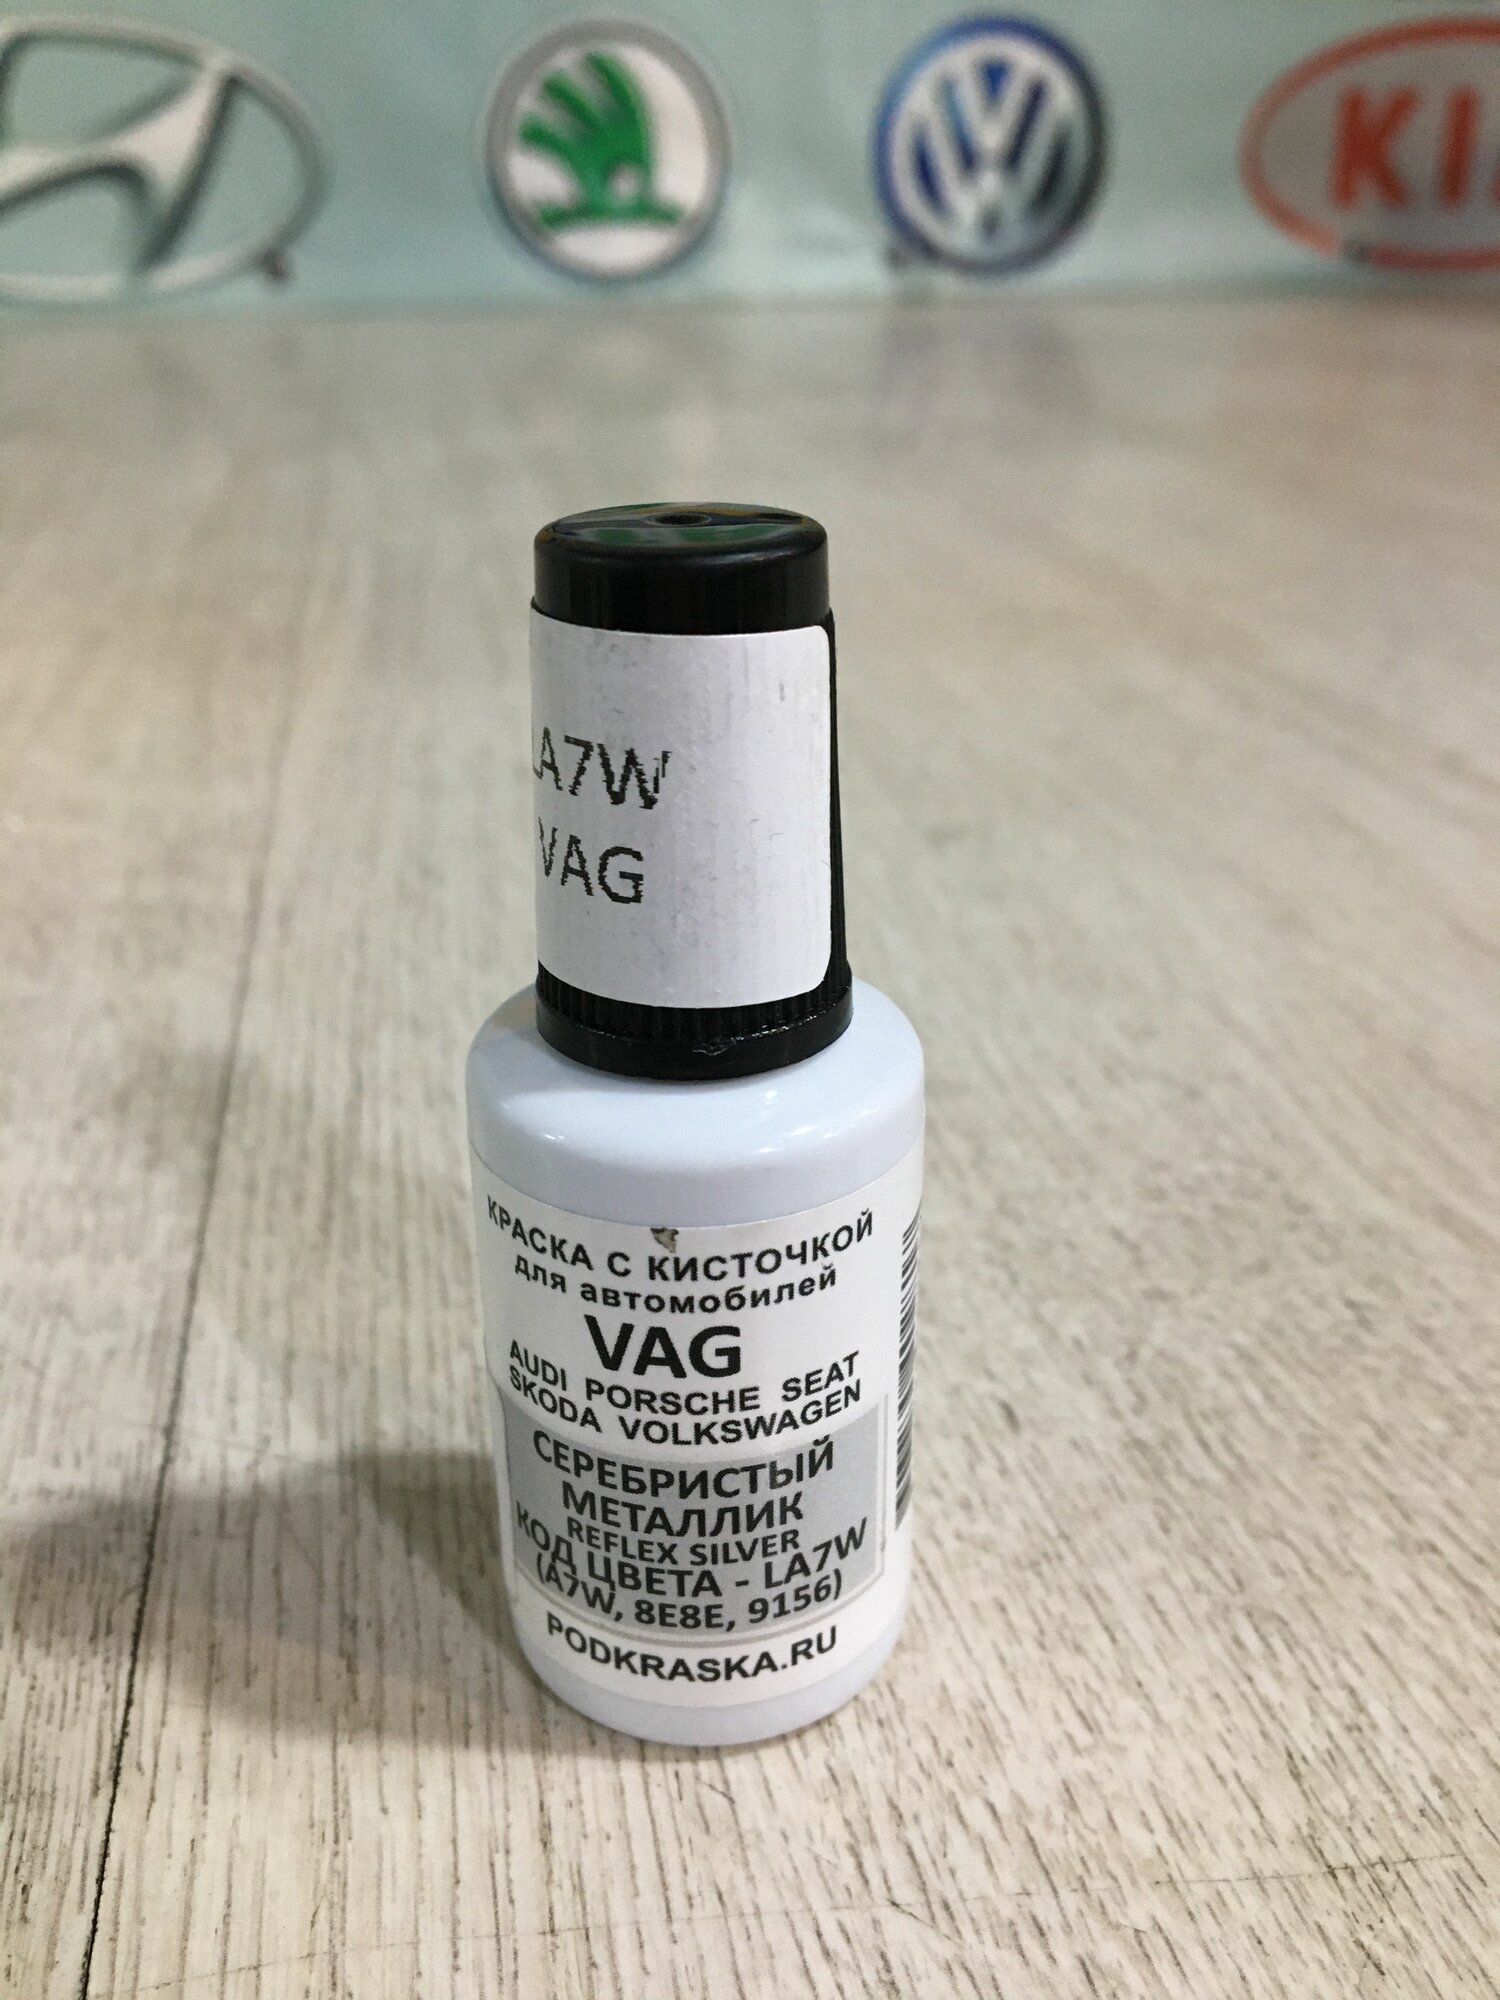 KI
LA7W
VAG
КРАСКА С КИСТОЧКОЙ
для автомобилей
VAG
AUDI PORSCHE SEAT
SKODA VOLKSWAGEN
СЕРЕБРИСТЫЙ
МЕТАЛЛИК
REFLEX SILVER
КОД ЦВЕТА - LA7W
(A7W, 8E8E, 9156)
PODKRASKA.RU